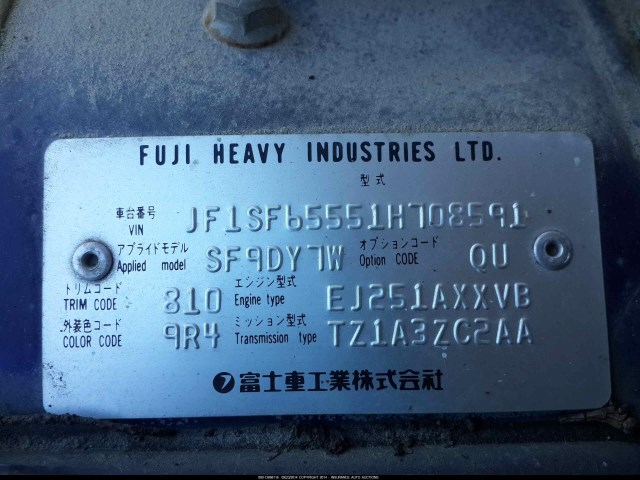 FUJI HEAVY INDUSTRIES LTD.
型式
車台番号 VIN JF1SF65551H708591
アプライドモデル Applied model SF9DY7W オプションコード Option CODE QU
トリムコード TRIM CODE 810 エンジン型式 Engine type EJ251AXXVB
外装色コード COLOR CODE 9R4 ミッション型式 Transmission type TZ1A3ZC2AA
富士重工業株式会社